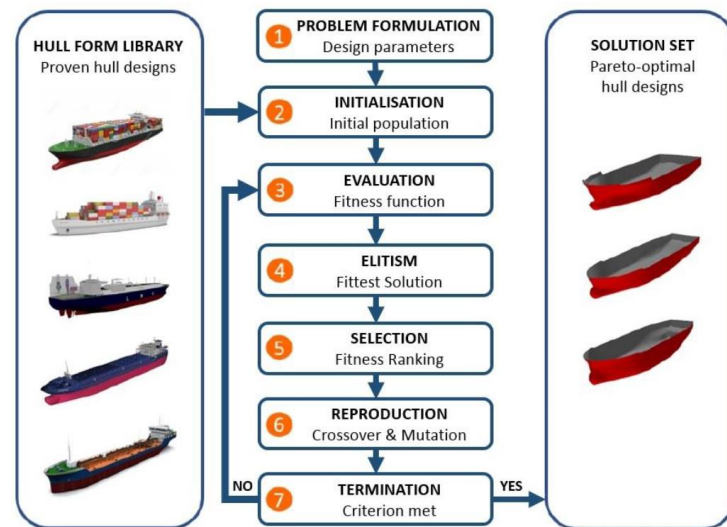 HULL FORM LIBRARY
Proven hull designs
1
PROBLEM FORMULATION
Design parameters
2
INITIALISATION
Initial population
3
EVALUATION
Fitness function
4
ELITISM
Fittest Solution
5
SELECTION
Fitness Ranking
6
REPRODUCTION
Crossover & Mutation
NO
7
TERMINATION
Criterion met
YES
SOLUTION SET
Pareto-optimal
hull designs